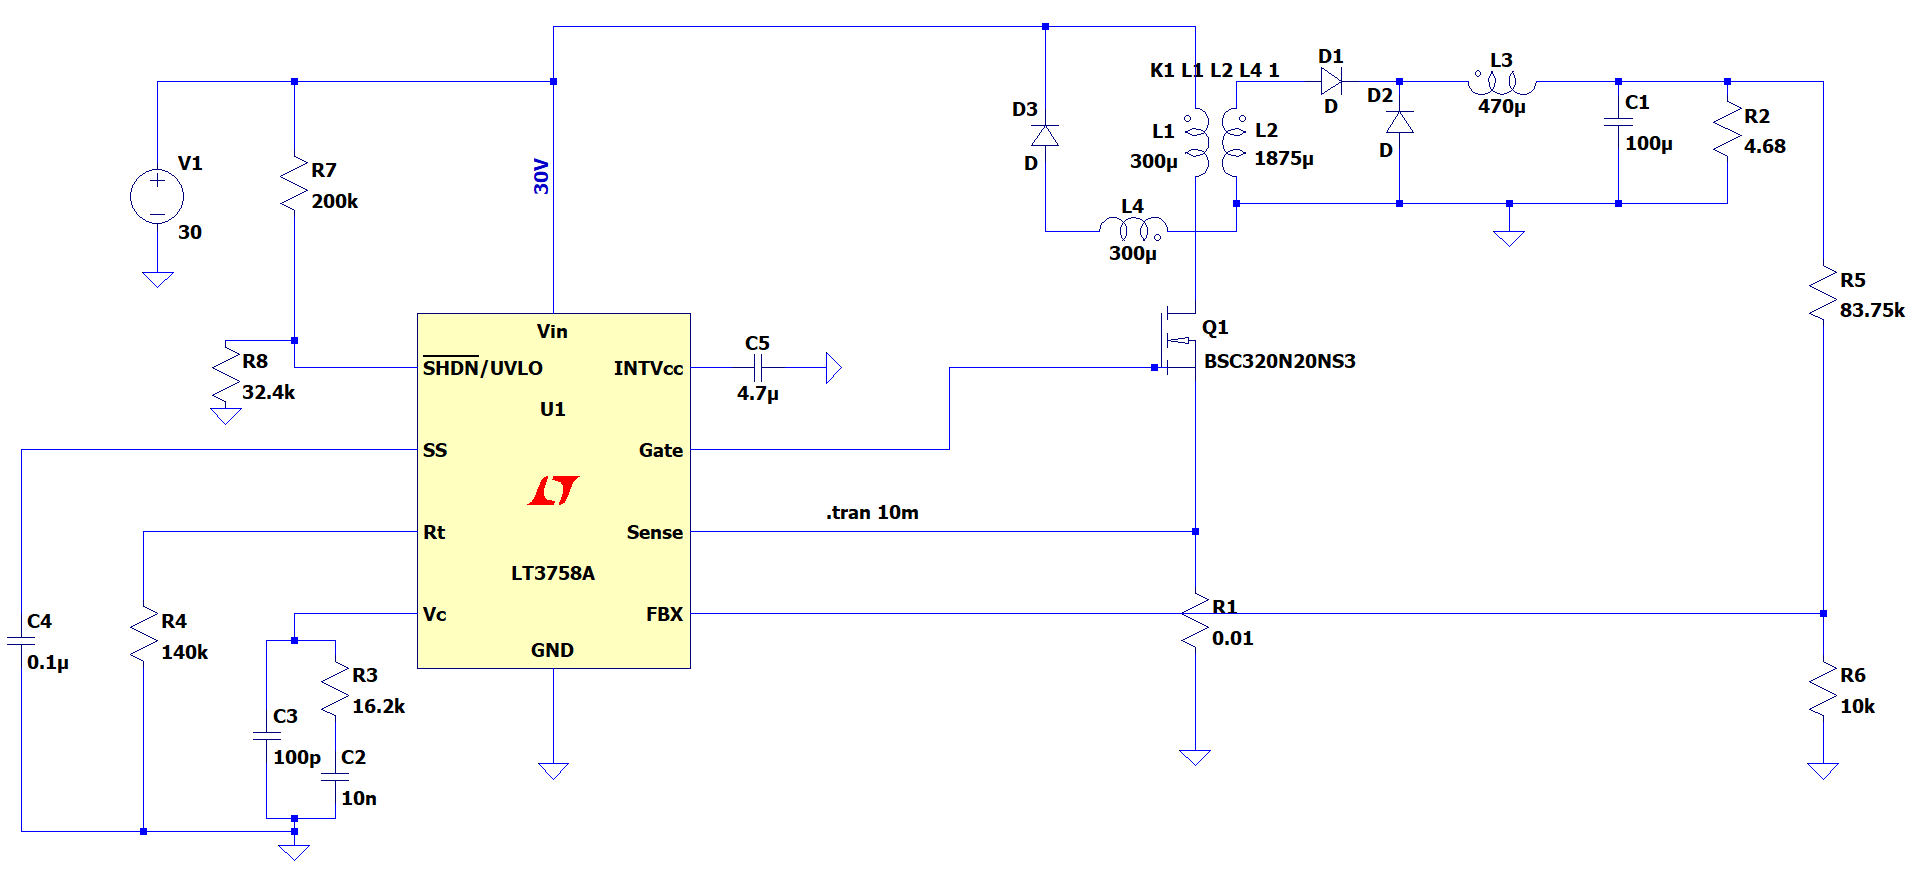 K1 L1 L2 L4 1
D1
D
L3
470µ
D2
D
C1
100µ
R2
4.68
D3
D
L1
300µ
L2
1875µ
L4
300µ
V1
30
R7
200k
30V
R8
32.4k
R5
83.75k
Q1
BSC320N20NS3
C5
4.7µ
Vin
SHDN/UVLO
INTVcc
U1
SS
Gate
Rt
Sense
LT3758A
Vc
FBX
GND
.tran 10m
C4
0.1µ
R4
140k
R3
16.2k
C3
100p
C2
10n
R1
0.01
R6
10k